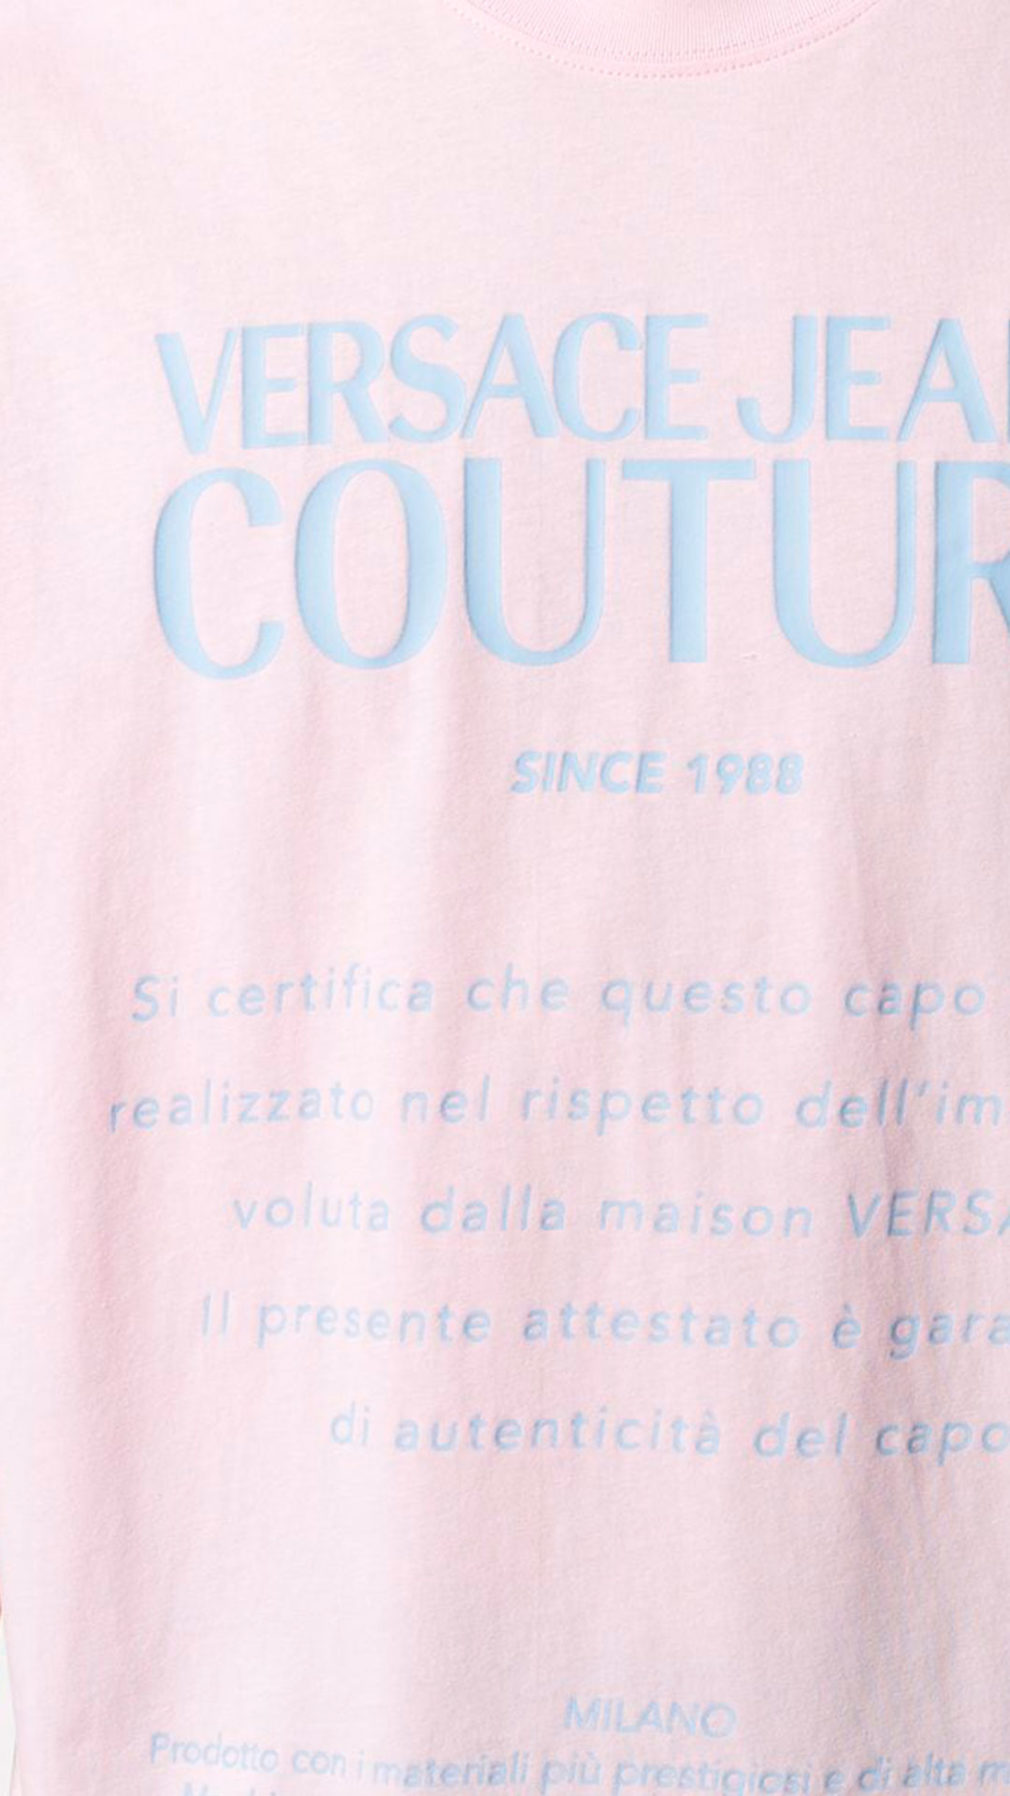 VERSACE JEA
COUTUR
SINCE 1988
Si certifica che questo capo
realizzato nel rispetto dell'im
voluta dalla maison VERSA
Il presente attestato è gara
di autenticità del capo
MILANO
Prodotto con i materiali più prestigiosi e di alta m